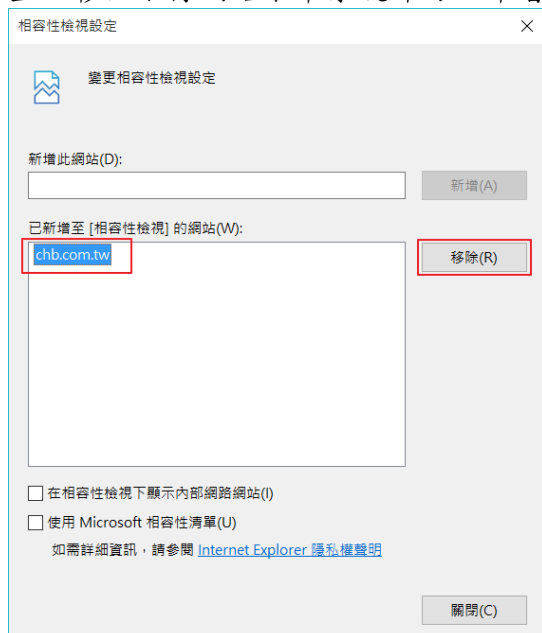 相容性檢視設定
變更相容性檢視設定
新增此網站(D):
新增(A)
已新增至 [相容性檢視] 的網站(W):
chb.com.tw
移除(R)
在相容性檢視下顯示內部網路網站(I)
使用 Microsoft 相容性清單(U)
如需詳細資訊，請參閱 Internet Explorer 隱私權聲明
關閉(C)